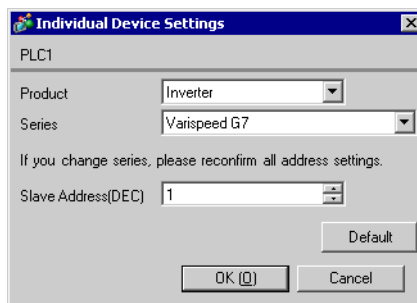 Individual Device Settings
PLC1
Product Inverter
Series Varispeed G7
If you change series, please reconfirm all address settings.
Slave Address(DEC) 1
Default
OK (O) Cancel